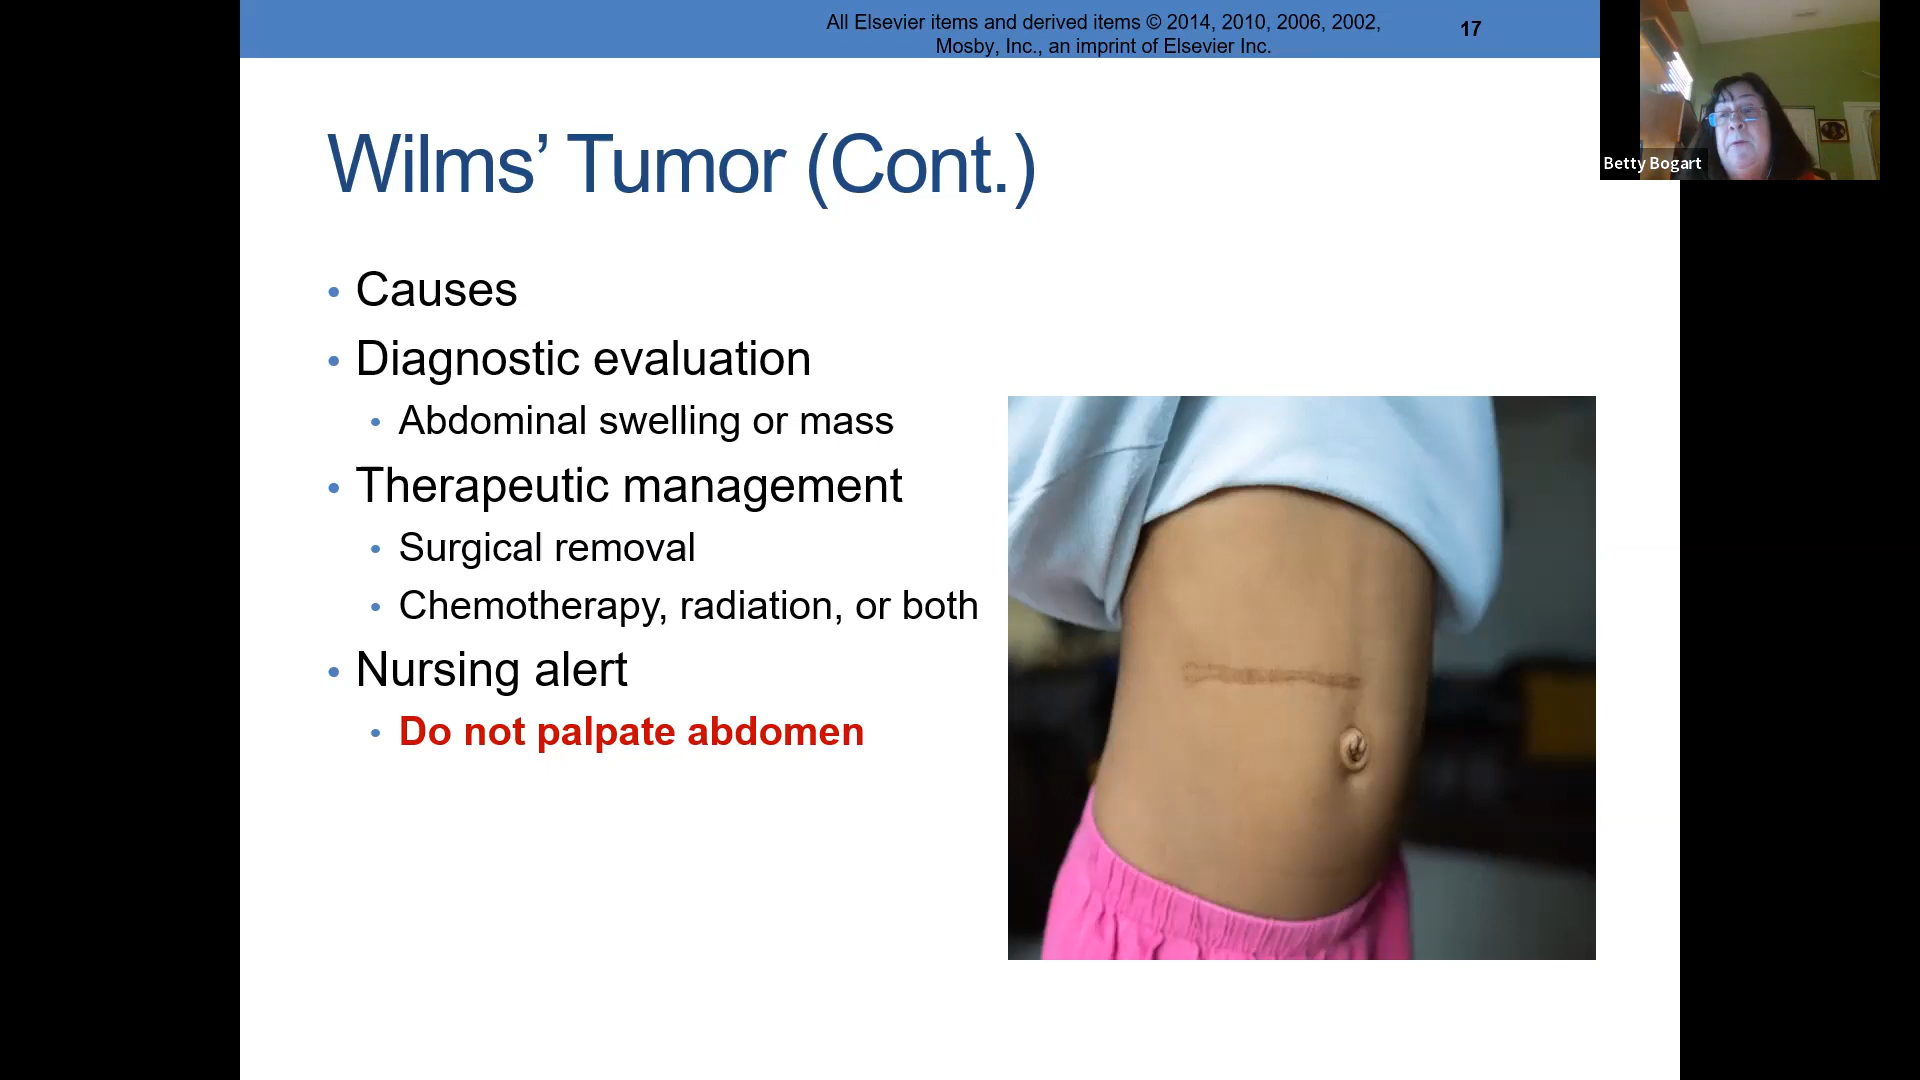 All Elsevier items and derived items © 2014, 2010, 2006, 2002,
Mosby, Inc., an imprint of Elsevier Inc.
17
Betty Bogart
Wilms’ Tumor (Cont.)
• Causes
• Diagnostic evaluation
• Abdominal swelling or mass
• Therapeutic management
• Surgical removal
• Chemotherapy, radiation, or both
• Nursing alert
• Do not palpate abdomen